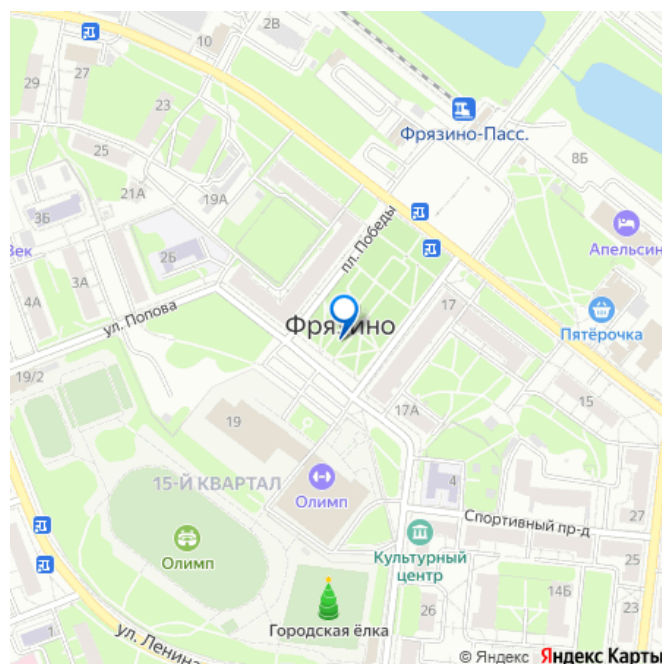 2В
10
27
29
23
Фрязино-Пасс.
25
8Б
21А
19А
3Б
пл. Победы
Апельсин
Век
2Б
3А
4А
17
ул. Попова
Фрязино
Пятёрочка
19/2
15
17А
19
4
15-Й КВАРТАЛ
Олимп
27
Спортивный пр-д
Олимп
Культурный
центр
25
14Б
26
23
1
Городская ёлка
ул. Ленина
© Яндекс Яндекс Карты